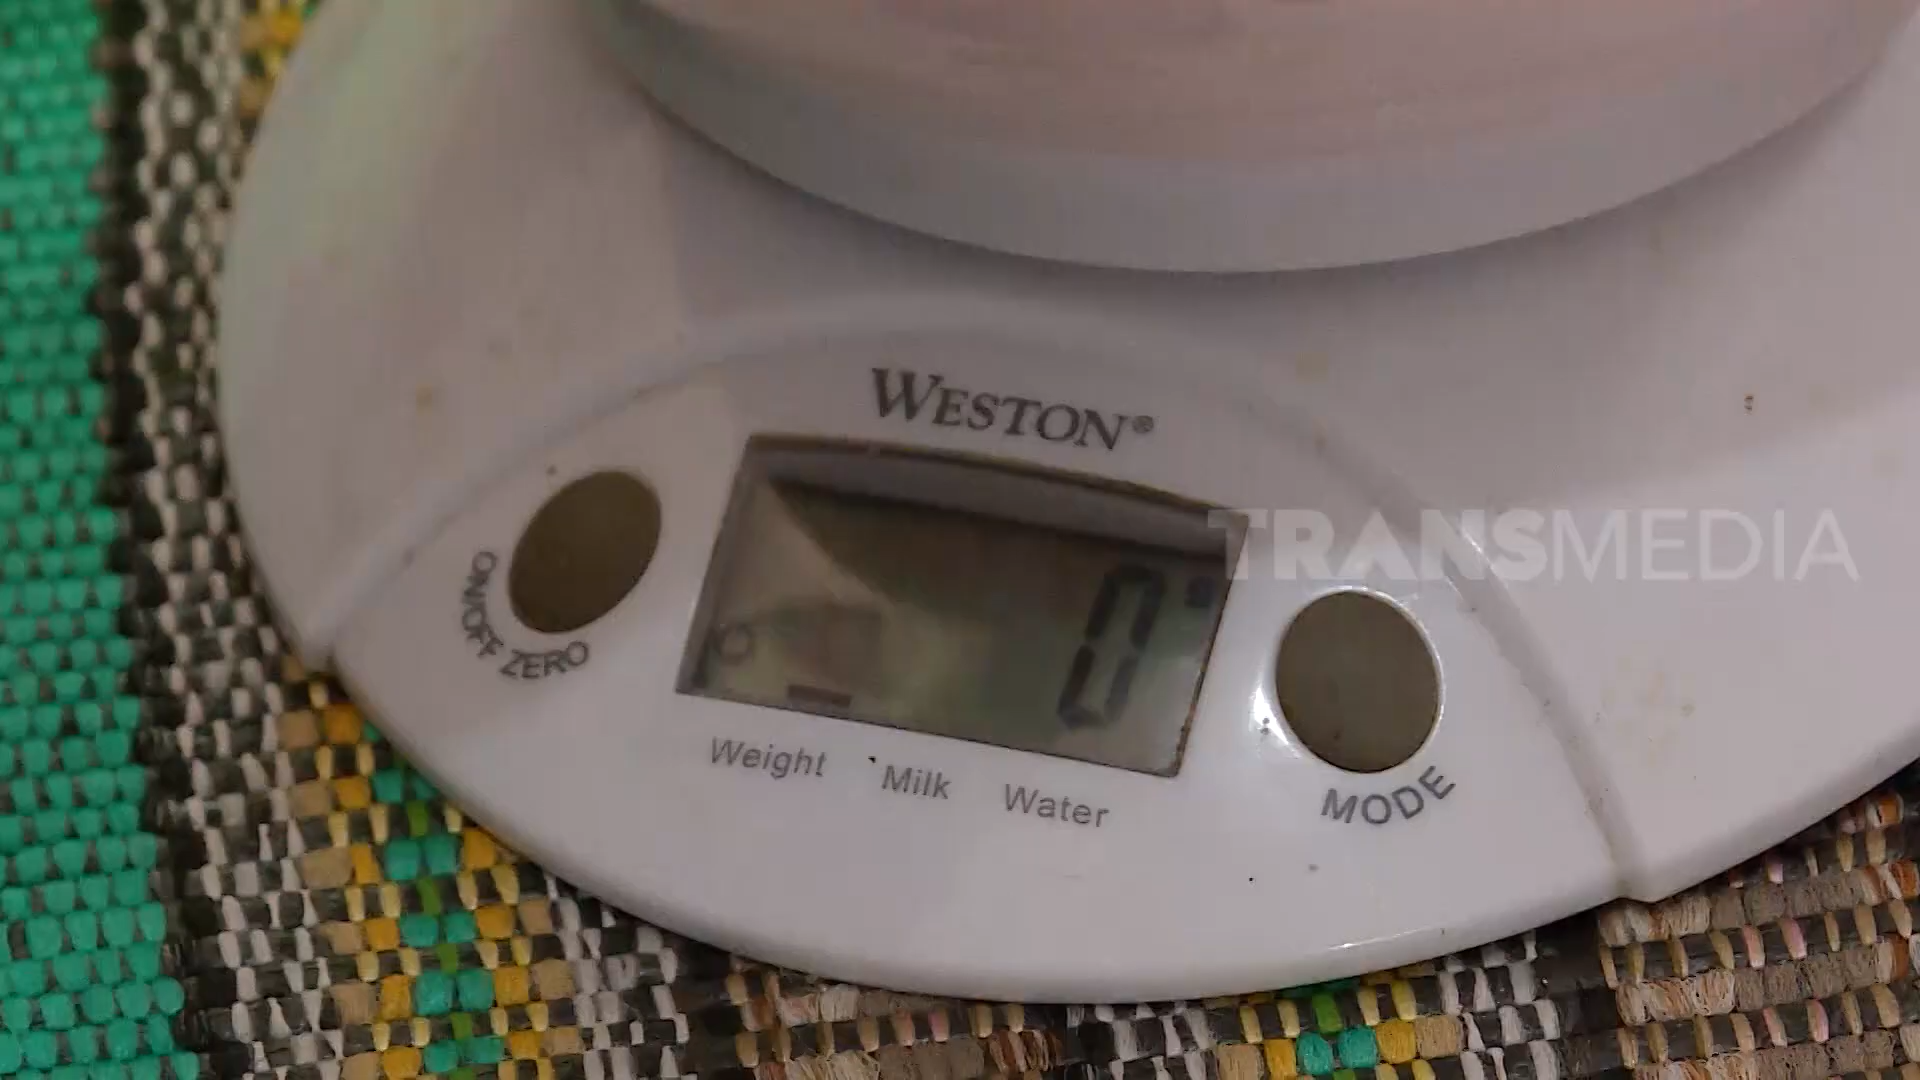 WESTON®
TRANSMEDIA
0
ON/OFF ZERO
MODE
Weight Milk Water